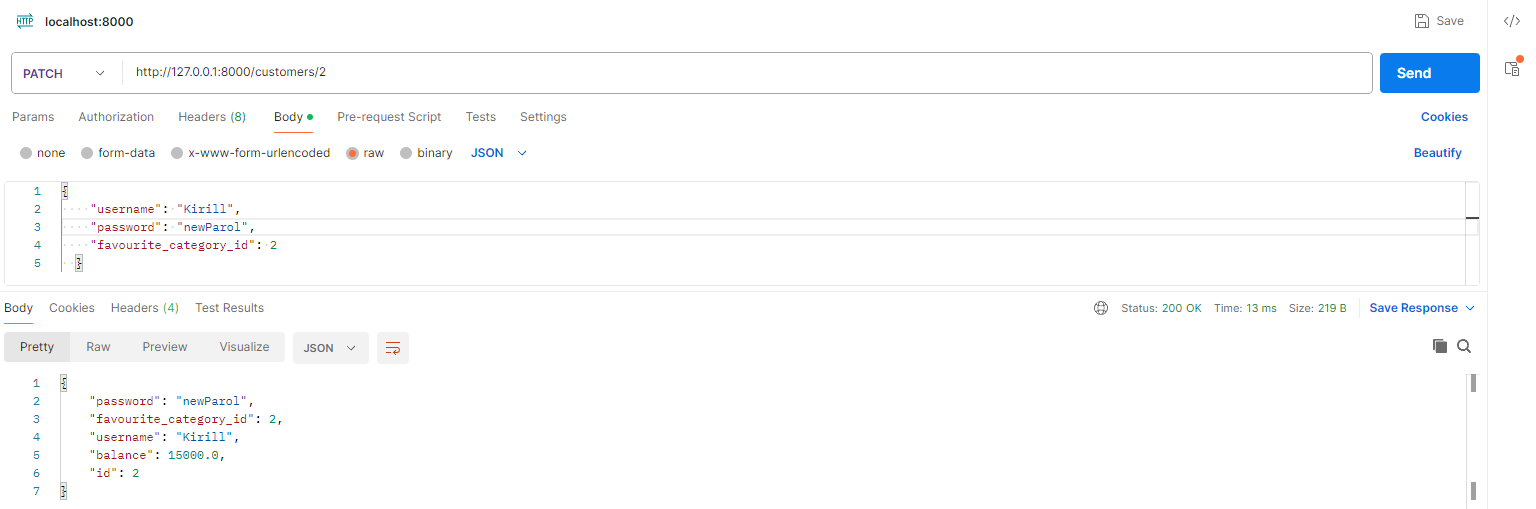 HTTP localhost:8000 Save </>
PATCH http://127.0.0.1:8000/customers/2 Send
Params Authorization Headers (8) Body Pre-request Script Tests Settings Cookies
none form-data x-www-form-urlencoded raw binary JSON Beautify
1 {
2 "username": "Kirill",
3 "password": "newParol",
4 "favourite_category_id": 2
5 }
Body Cookies Headers (4) Test Results Status: 200 OK Time: 13 ms Size: 219 B Save Response
Pretty Raw Preview Visualize JSON
1 {
2 "password": "newParol",
3 "favourite_category_id": 2,
4 "username": "Kirill",
5 "balance": 15000.0,
6 "id": 2
7 }